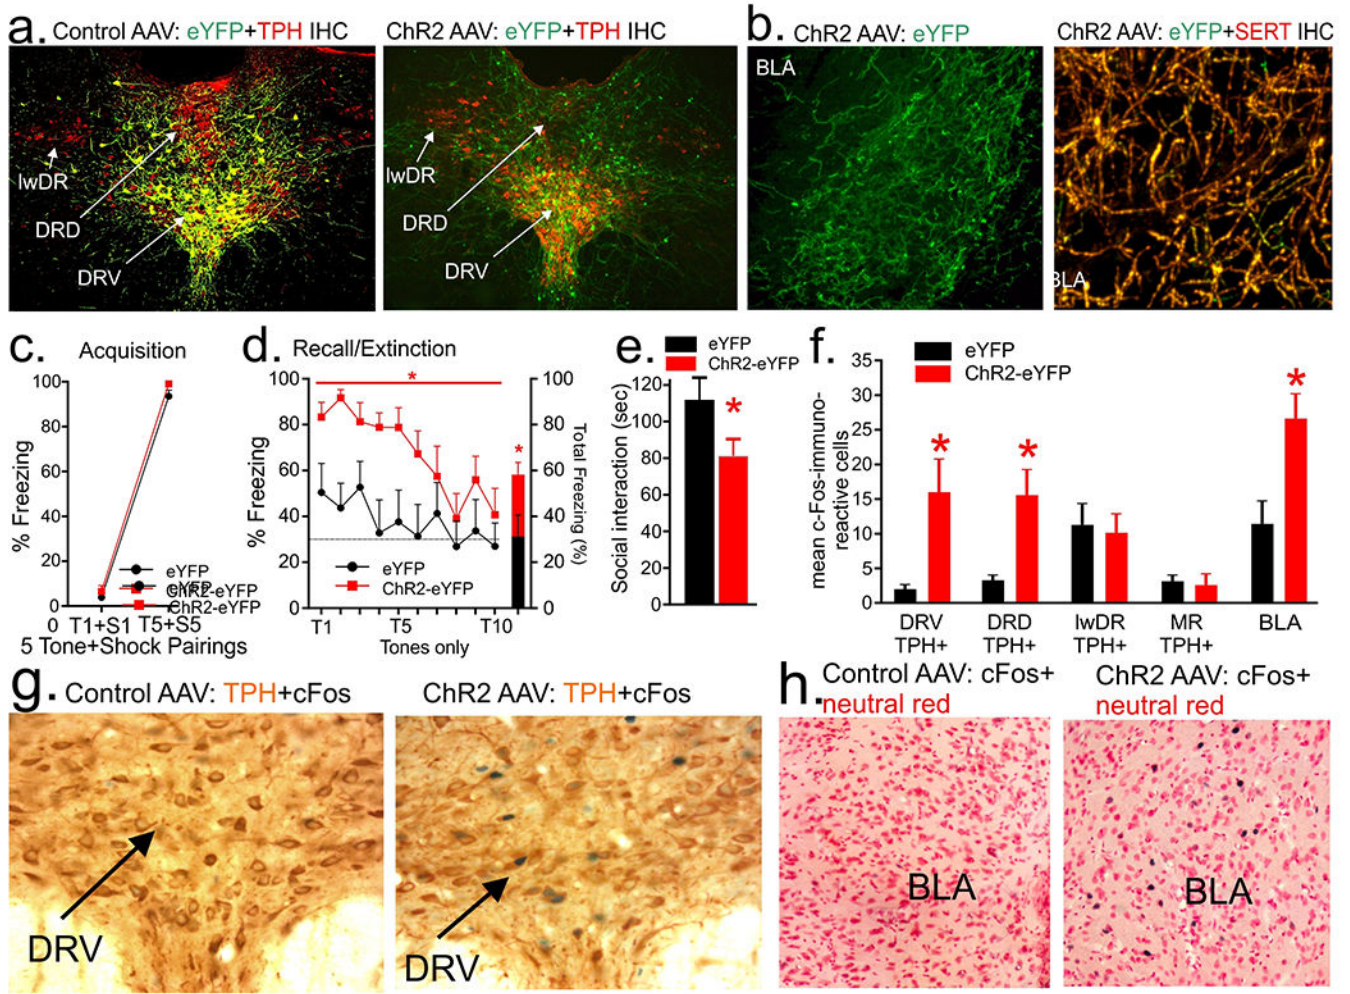 a. Control AAV: eYFP+TPH IHC
ChR2 AAV: eYFP+TPH IHC
lwDR
DRD
DRV
lwDR
DRD
DRV
b. ChR2 AAV: eYFP
ChR2 AAV: eYFP+SERT IHC
BLA
BLA
c. Acquisition
% Freezing
100
80
60
40
20
0
eYFP
eYFP
ChR2-eYFP
ChR2-eYFP
0 T1+S1 T5+S5
5 Tone+Shock Pairings
d. Recall/Extinction
*
*
% Freezing
100
80
60
40
20
0
eYFP
ChR2-eYFP
T1 T5 T10
Tones only
100
80
60
40
20
0
Total Freezing (%)
e.
eYFP
ChR2-eYFP
Social interaction (sec)
120
100
80
60
40
20
0
*
f.
eYFP
ChR2-eYFP
mean c-Fos-immuno-
reactive cells
35
30
25
20
15
10
5
0
* * *
DRV DRD lwDR MR BLA
TPH+ TPH+ TPH+ TPH+
g. Control AAV: TPH+cFos
ChR2 AAV: TPH+cFos
DRV
DRV
h. Control AAV: cFos+
neutral red
ChR2 AAV: cFos+
neutral red
BLA
BLA